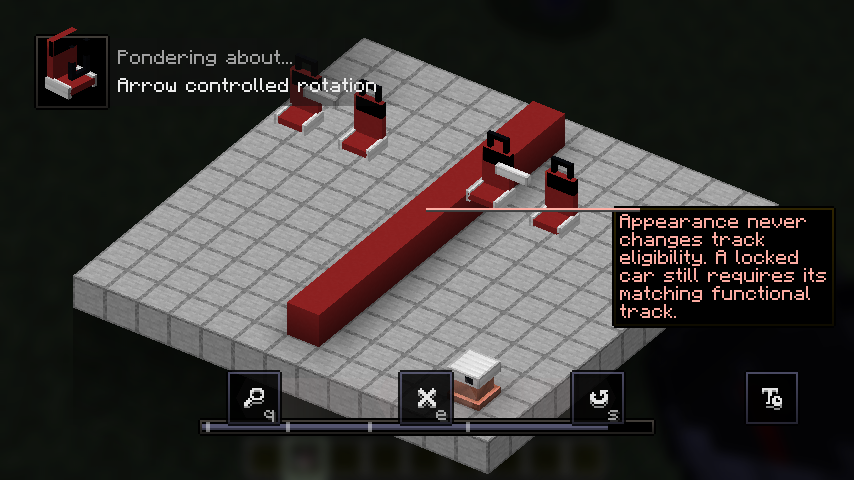 Pondering about...
Arrow controlled rotation
Appearance never
changes track
eligibility. A locked
car still requires its
matching functional
track.
q
e
s
T